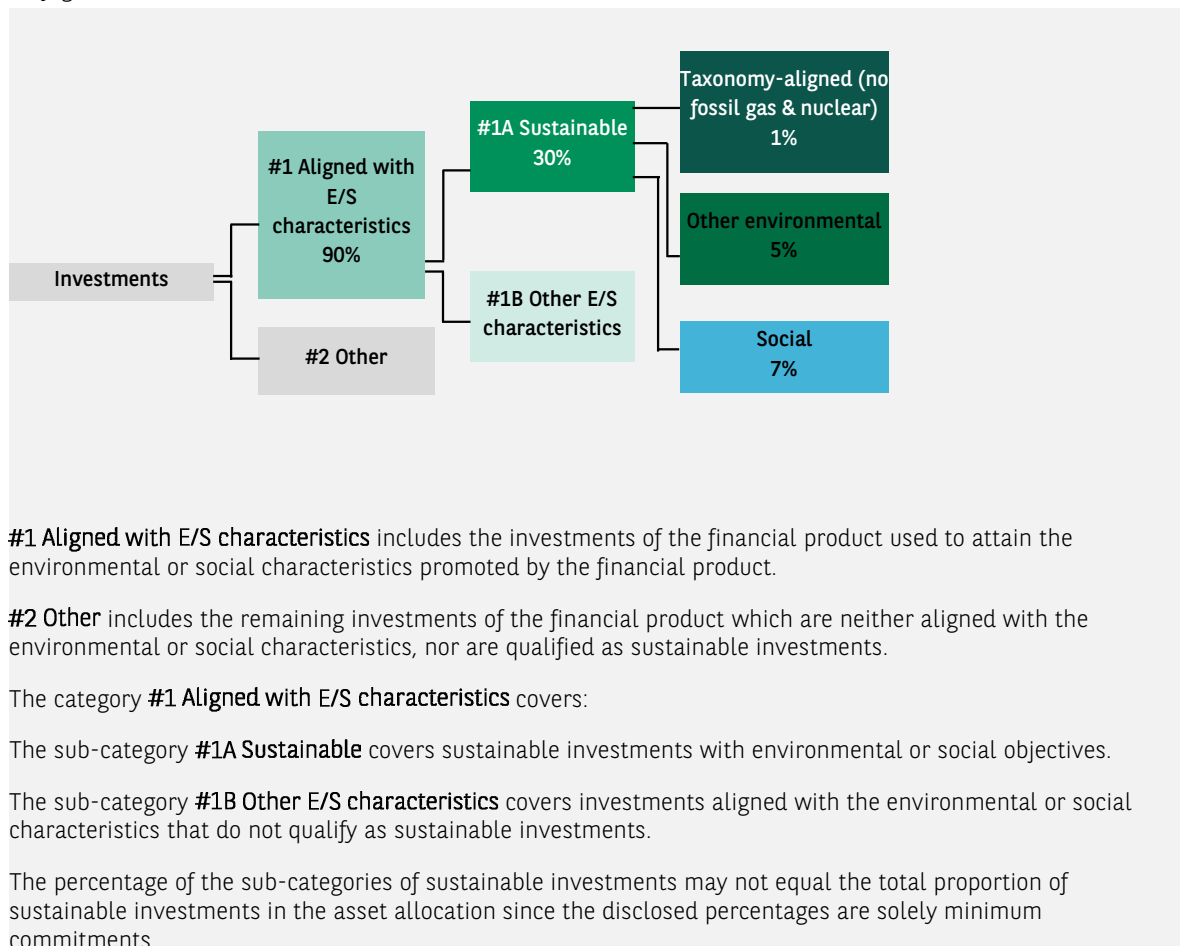 Taxonomy-aligned (no
fossil gas & nuclear)
1%
#1A Sustainable
30%
#1 Aligned with
E/S
characteristics
90%
Other environmental
5%
Investments
#1B Other E/S
characteristics
#2 Other
Social
7%
#1 Aligned with E/S characteristics includes the investments of the financial product used to attain the
environmental or social characteristics promoted by the financial product.
#2 Other includes the remaining investments of the financial product which are neither aligned with the
environmental or social characteristics, nor are qualified as sustainable investments.
The category #1 Aligned with E/S characteristics covers:
The sub-category #1A Sustainable covers sustainable investments with environmental or social objectives.
The sub-category #1B Other E/S characteristics covers investments aligned with the environmental or social
characteristics that do not qualify as sustainable investments.
The percentage of the sub-categories of sustainable investments may not equal the total proportion of
sustainable investments in the asset allocation since the disclosed percentages are solely minimum
commitments